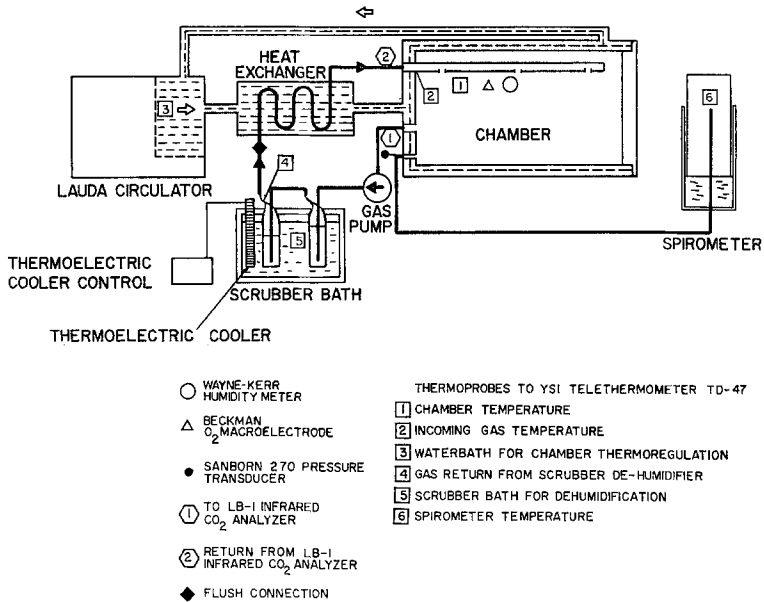 HEAT
EXCHANGER
2
3
1
2
6
CHAMBER
1
4
LAUDA CIRCULATOR
GAS
PUMP
5
SPIROMETER
THERMOELECTRIC
COOLER CONTROL
SCRUBBER BATH
THERMOELECTRIC COOLER
WAYNE-KERR
HUMIDITY METER
BECKMAN
O2 MACROELECTRODE
SANBORN 270 PRESSURE
TRANSDUCER
1 TO LB-1 INFRARED
CO2 ANALYZER
2 RETURN FROM LB-1
INFRARED CO2 ANALYZER
FLUSH CONNECTION
THERMOPROBES TO YSI TELETHERMOMETER TD-47
1 CHAMBER TEMPERATURE
2 INCOMING GAS TEMPERATURE
3 WATERBATH FOR CHAMBER THERMOREGULATION
4 GAS RETURN FROM SCRUBBER DE-HUMIDIFIER
5 SCRUBBER BATH FOR DEHUMIDIFICATION
6 SPIROMETER TEMPERATURE